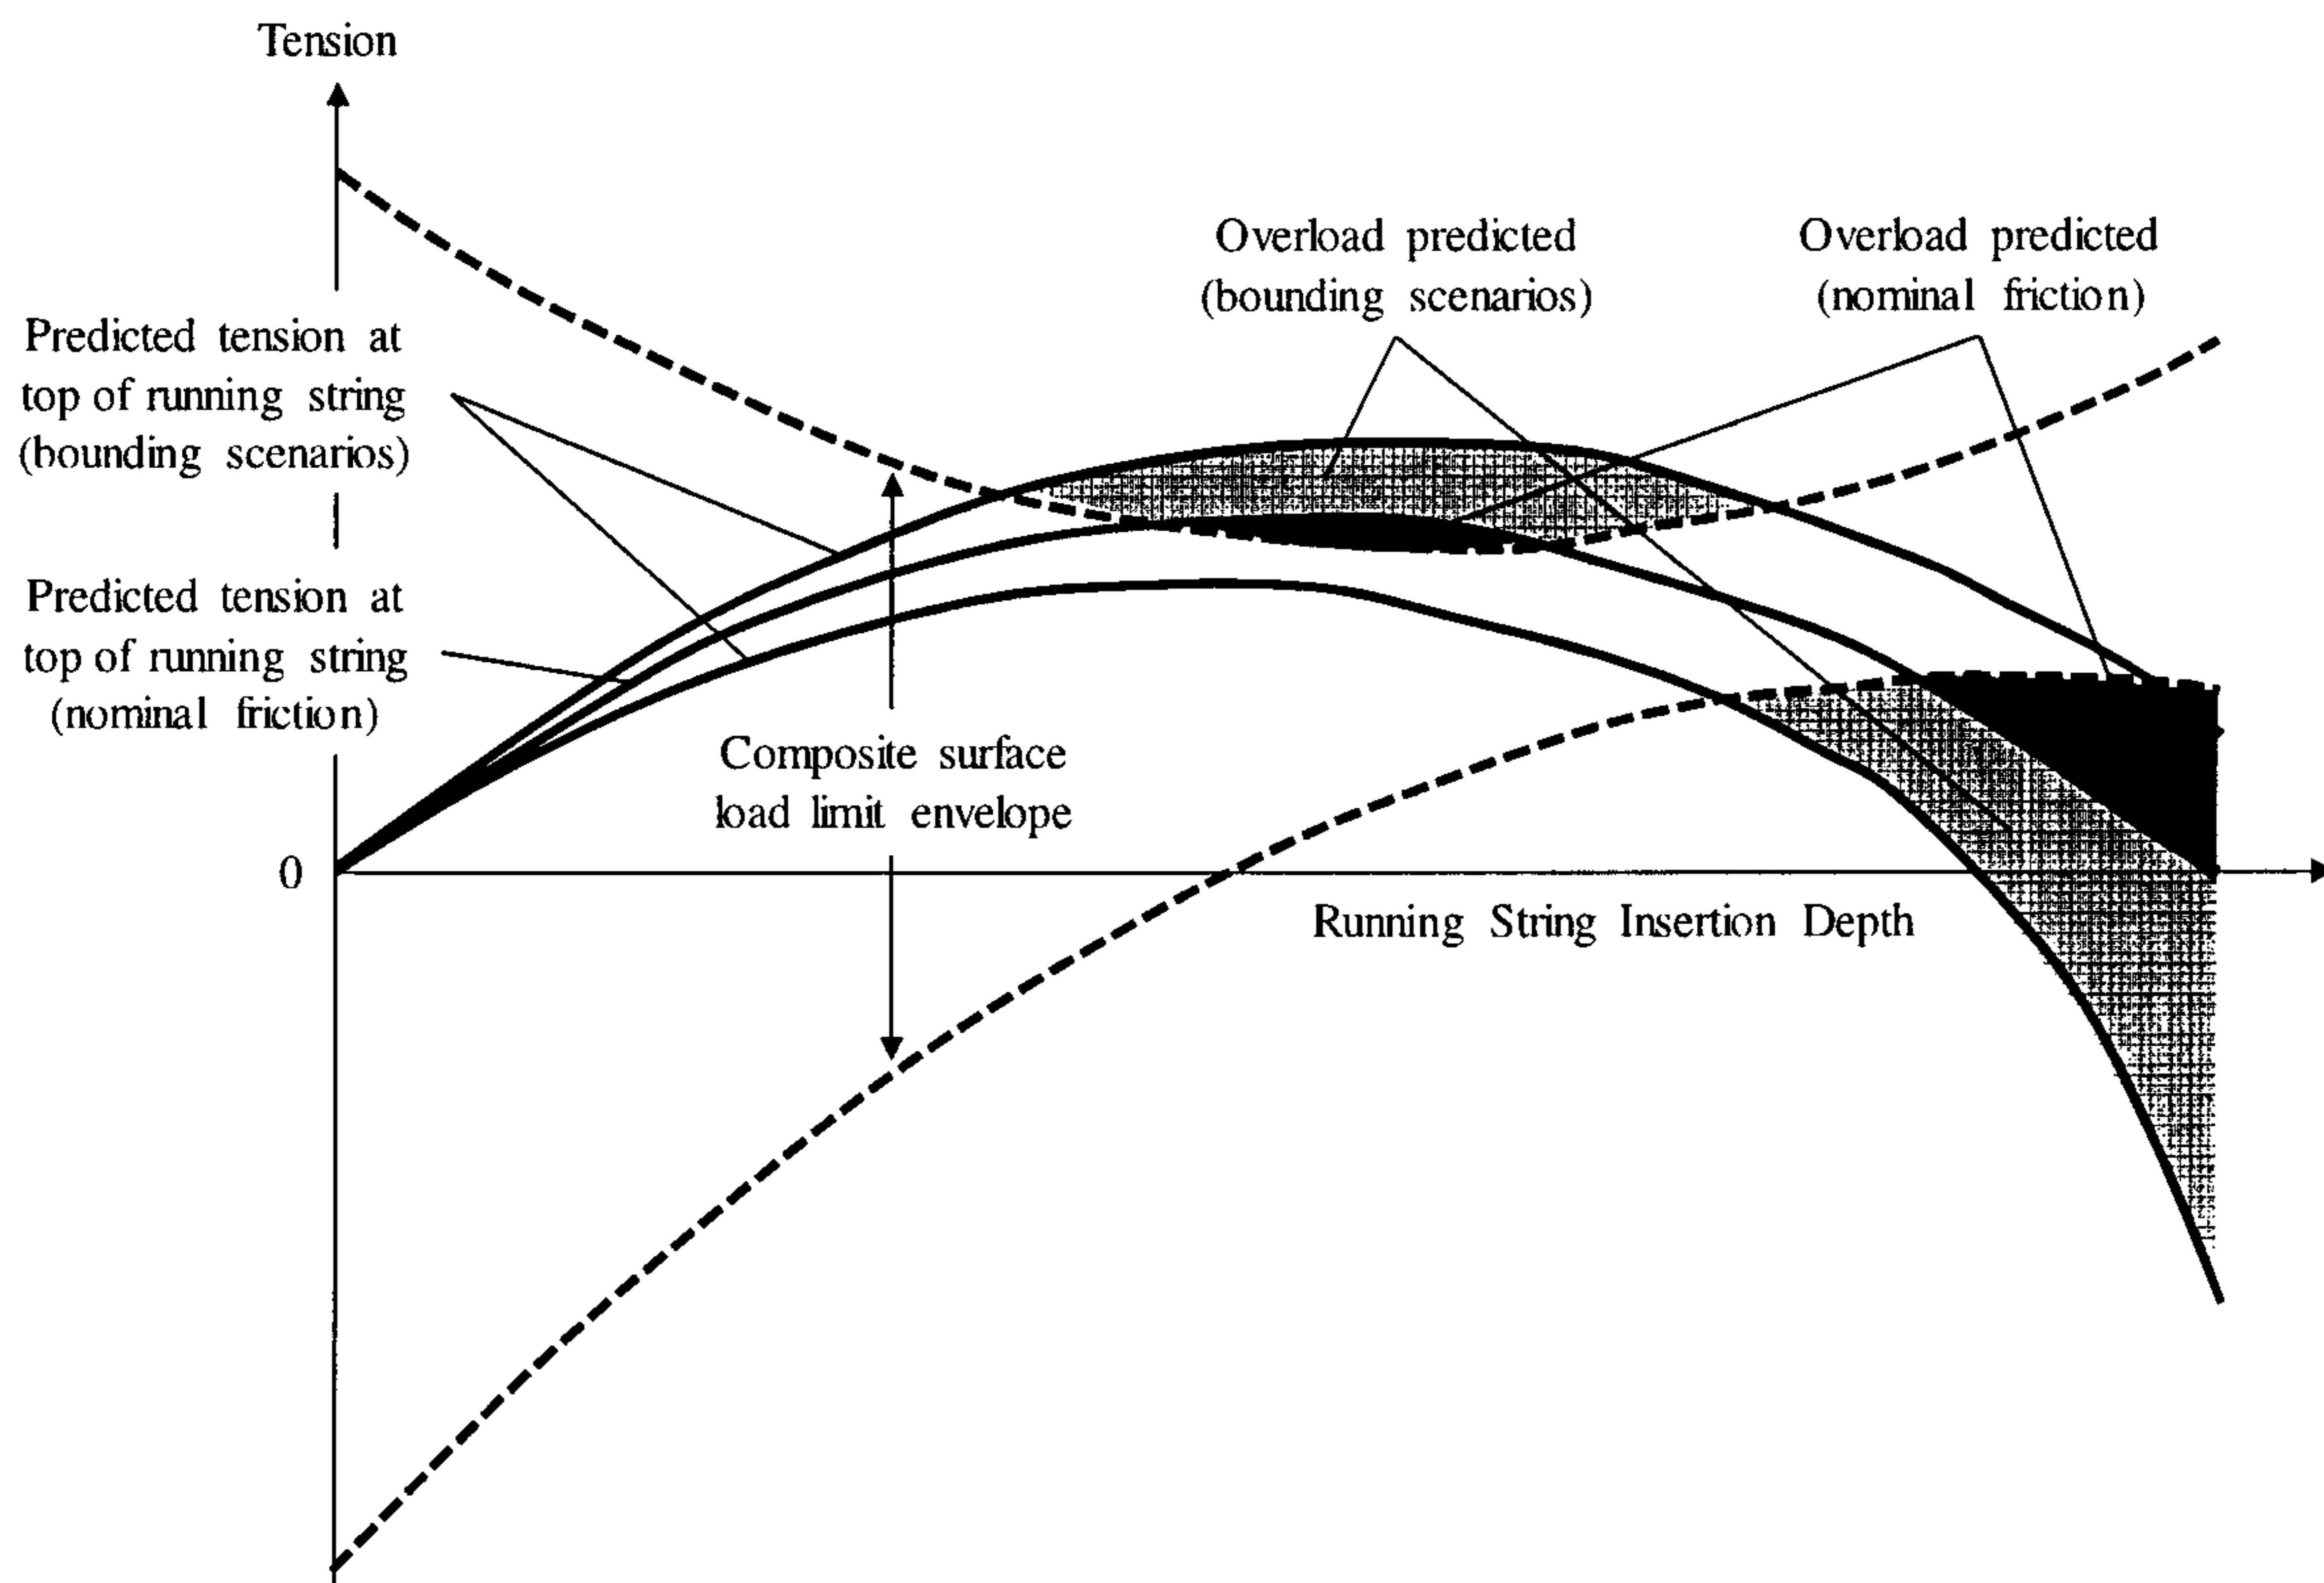 Tension
Overload predicted
(bounding scenarios)
Overload predicted
(nominal friction)
Predicted tension at
top of running string
(bounding scenarios)
Predicted tension at
top of running string
(nominal friction)
Composite surface
load limit envelope
0
Running String Insertion Depth